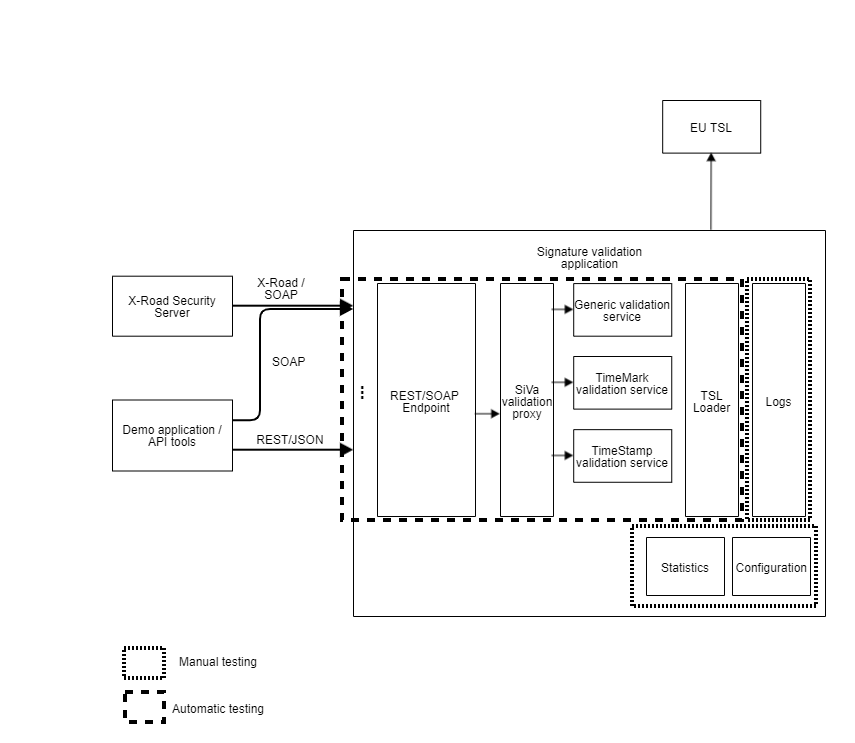 EU TSL
Signature validation
application
X-Road /
SOAP
X-Road Security
Server
SOAP
Demo application /
API tools
REST/JSON
REST/SOAP
Endpoint
SiVa
validation
proxy
Generic validation
service
TimeMark
validation service
TimeStamp
validation service
TSL
Loader
Logs
Statistics
Configuration
Manual testing
Automatic testing